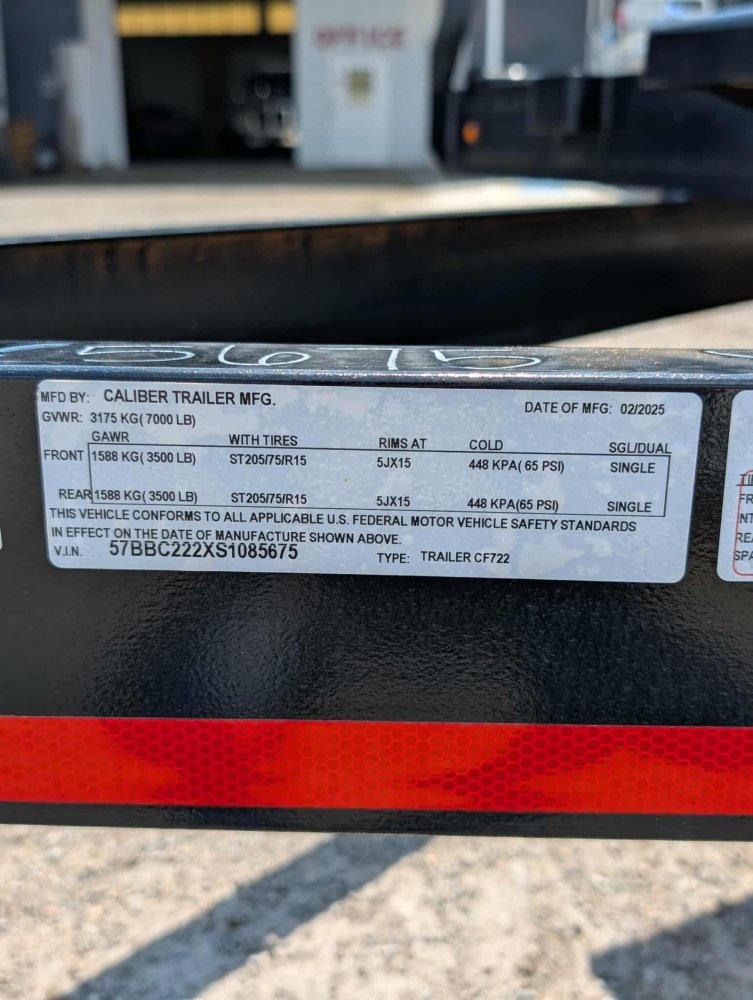 OFFICE
75675
MFD BY: CALIBER TRAILER MFG. DATE OF MFG: 02/2025
GVWR: 3175 KG( 7000 LB)
GAWR WITH TIRES RIMS AT COLD SGL/DUAL
FRONT 1588 KG( 3500 LB) ST205/75/R15 5JX15 448 KPA( 65 PSI) SINGLE
REAR 1588 KG( 3500 LB) ST205/75/R15 5JX15 448 KPA(65 PSI) SINGLE
THIS VEHICLE CONFORMS TO ALL APPLICABLE U.S. FEDERAL MOTOR VEHICLE SAFETY STANDARDS
IN EFFECT ON THE DATE OF MANUFACTURE SHOWN ABOVE.
V.I.N. 57BBC222XS1085675 TYPE: TRAILER CF722